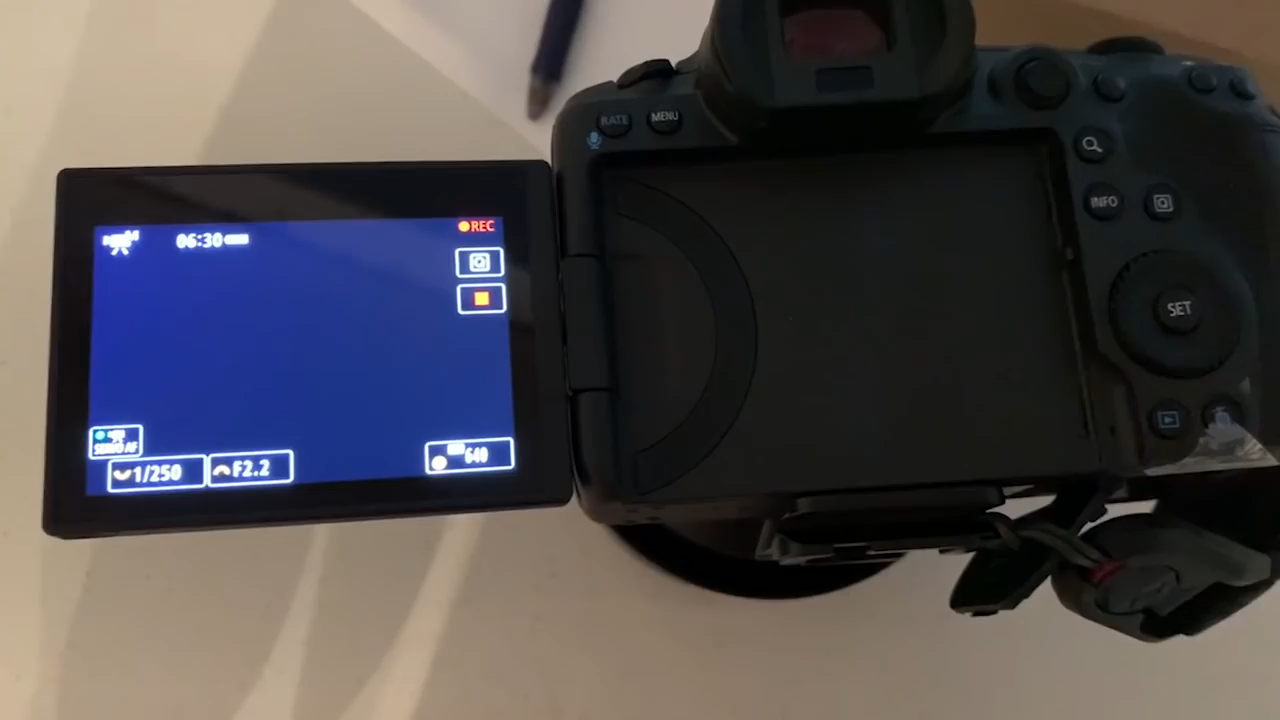 RATE
MENU
06:30
REC
INFO
Q
Q
SET
SERVO AF
1/250
F2.2
640